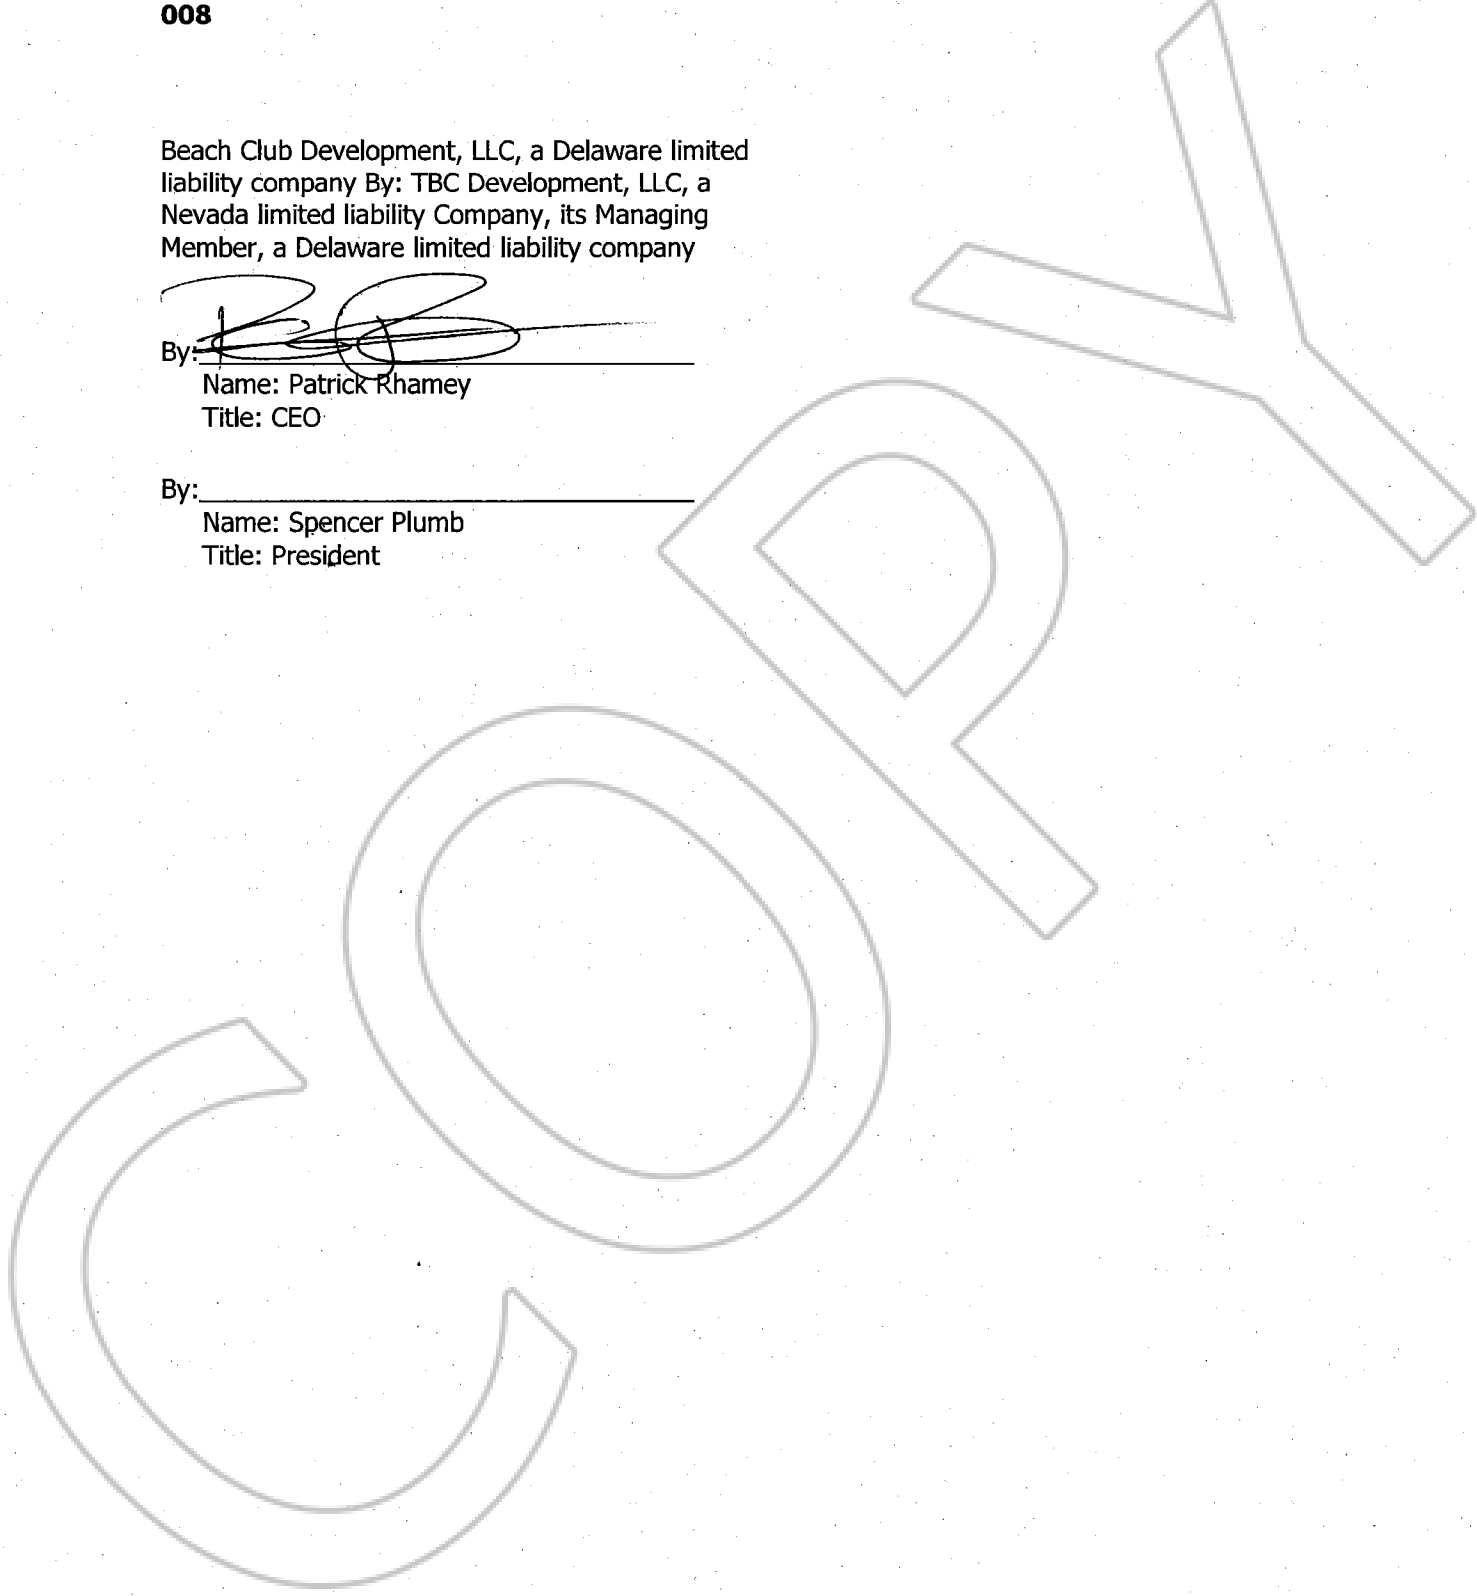 008
Beach Club Development, LLC, a Delaware limited
liability company By: TBC Development, LLC, a
Nevada limited liability Company, its Managing
Member, a Delaware limited liability company
By:
Name: Patrick Rhamey
Title: CEO
By:
Name: Spencer Plumb
Title: President
COPY